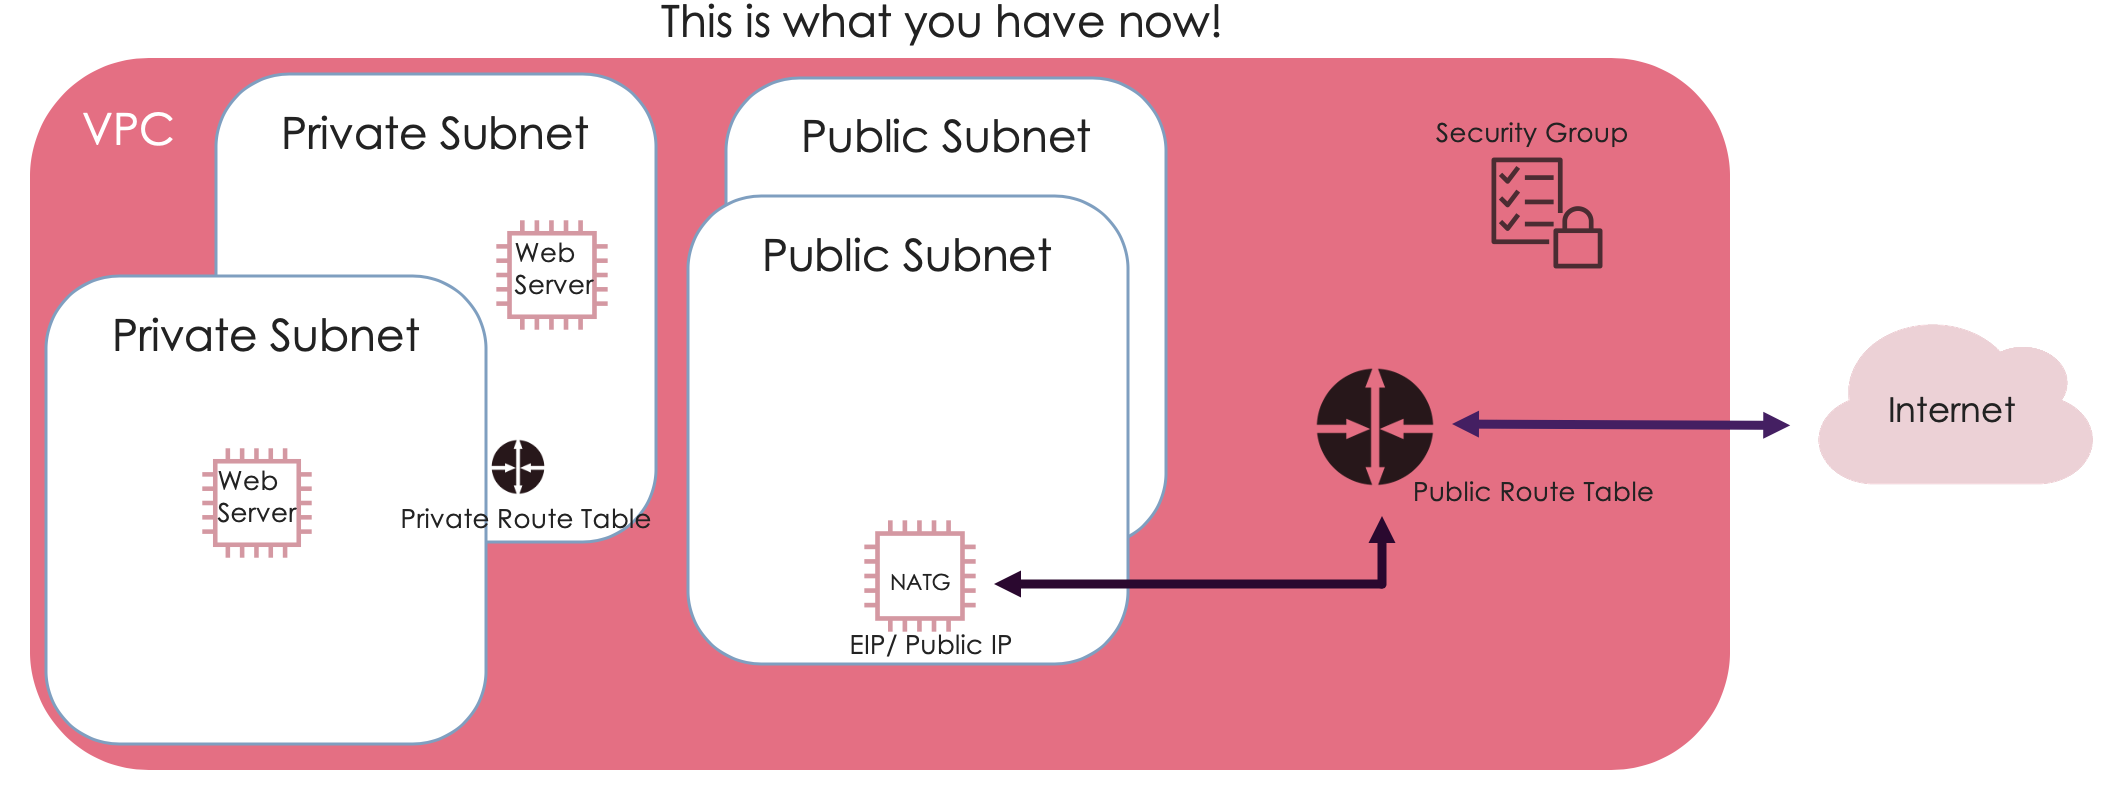 This is what you have now!
VPC
Private Subnet
Public Subnet
Security Group
Web
Server
Public Subnet
Private Subnet
Internet
Web
Server
Private Route Table
Public Route Table
NATG
EIP/ Public IP